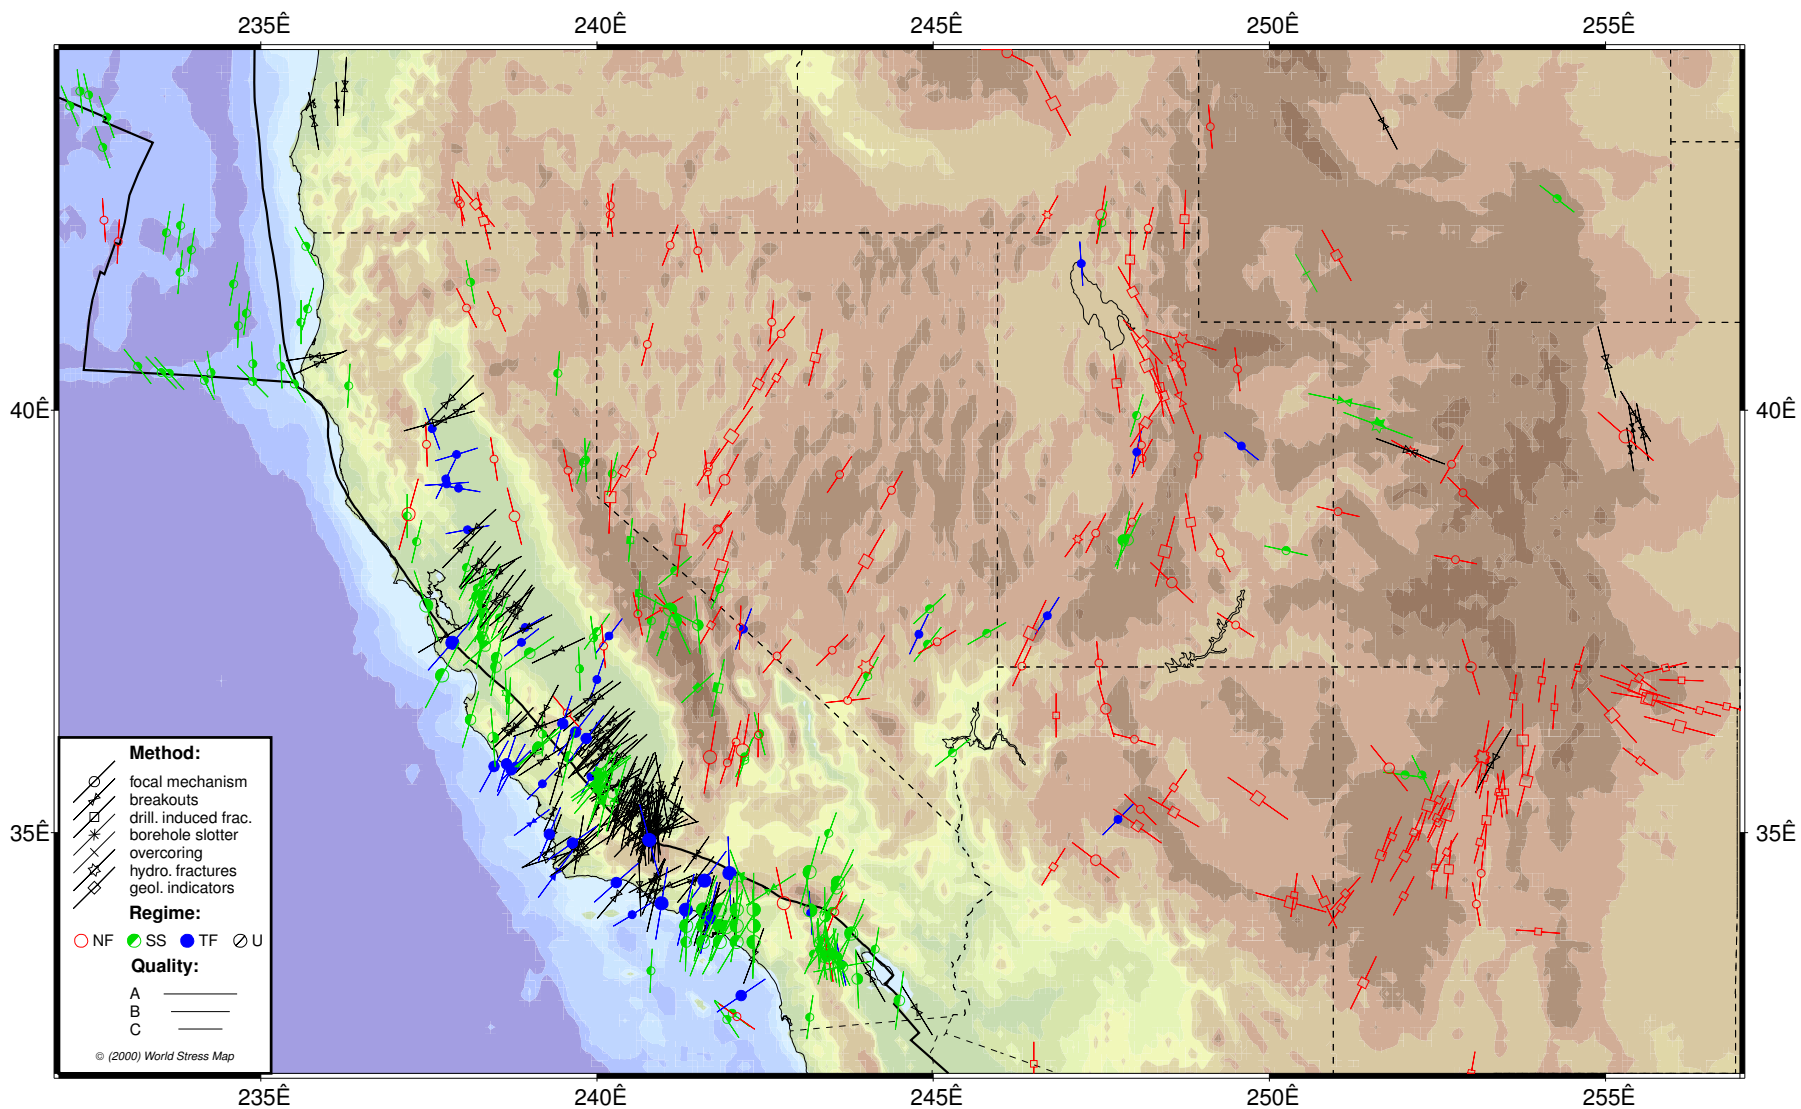 235Ê 240Ê 245Ê 250Ê 255Ê
40Ê 40Ê
35Ê 35Ê
Method:
focal mechanism
breakouts
drill. induced frac.
borehole slotter
overcoring
hydro. fractures
geol. indicators
Regime:
NF SS TF U
Quality:
A
B
C
© (2000) World Stress Map
235Ê 240Ê 245Ê 250Ê 255Ê